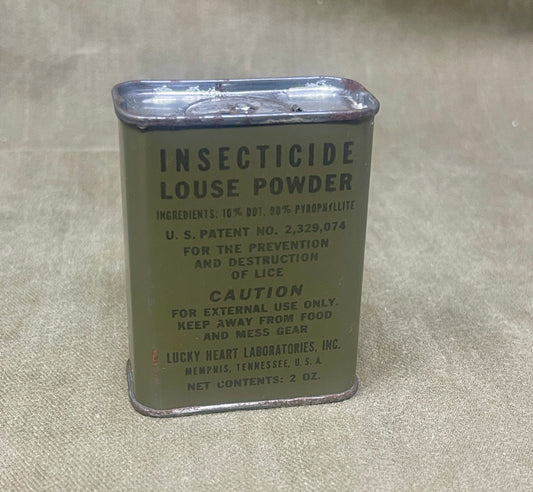 INSECTICIDE
LOUSE POWDER
INGREDIENTS: 10% DDT, 90% PYROPHYLLITE
U. S. PATENT NO. 2,329,074
FOR THE PREVENTION
AND DESTRUCTION
OF LICE
CAUTION
FOR EXTERNAL USE ONLY.
KEEP AWAY FROM FOOD
AND MESS GEAR
LUCKY HEART LABORATORIES, INC.
MEMPHIS, TENNESSEE, U. S. A.
NET CONTENTS: 2 OZ.